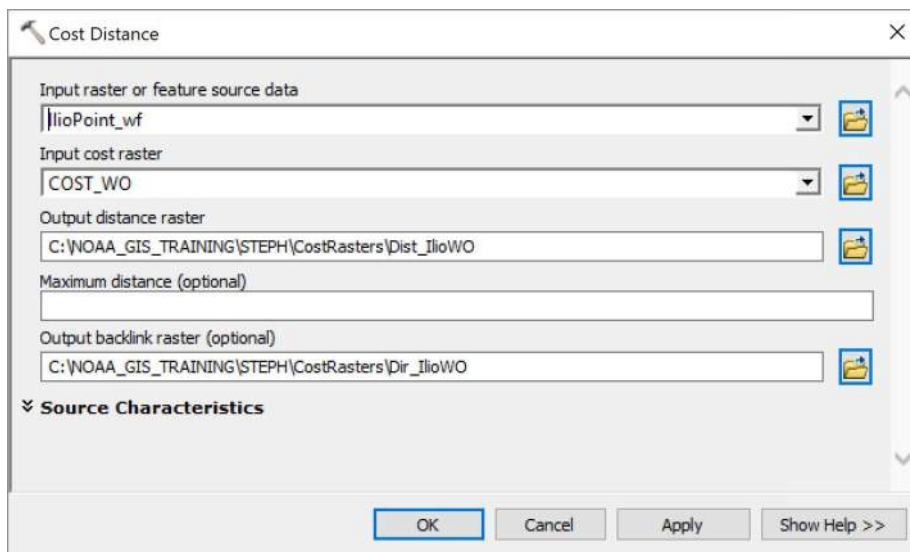 Cost Distance
Input raster or feature source data
IlioPoint_wf
Input cost raster
COST_WO
Output distance raster
C:\NOAA_GIS_TRAINING\STEPH\CostRasters\Dist_IlioWO
Maximum distance (optional)
Output backlink raster (optional)
C:\NOAA_GIS_TRAINING\STEPH\CostRasters\Dir_IlioWO
Source Characteristics
OK Cancel Apply Show Help >>